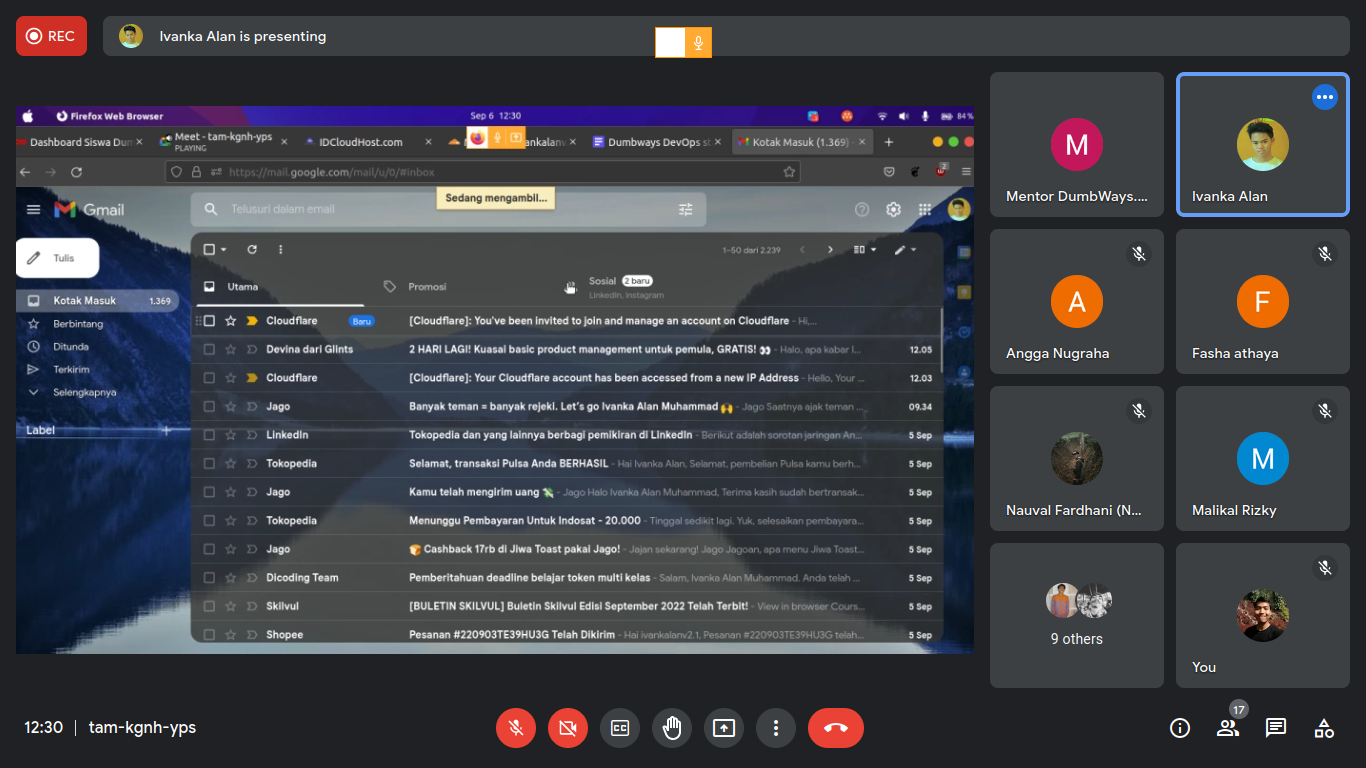 REC
Ivanka Alan is presenting
Firefox Web Browser
Sep 6 12:30
84 %
Dashboard Siswa Dum
Meet - tam-kgnh-yps
PLAYING
IDCloudHost.com
ankalanv
Dumbways DevOps st
Kotak Masuk (1.369)
https://mail.google.com/mail/u/0/#inbox
2
Sedang mengambil...
Gmail
Telusuri dalam email
Tulis
1–50 dari 2.239
Utama
Promosi
Sosial 2 baru
LinkedIn, Instagram
Kotak Masuk 1.369
Berbintang
Ditunda
Terkirim
Selengkapnya
Label
Cloudflare Baru [Cloudflare]: You've been invited to join and manage an account on Cloudflare - Hi,...
Devina dari Glints 2 HARI LAGI! Kuasai basic product management untuk pemula, GRATIS! 👀 - Halo, apa kabar I... 12.05
Cloudflare [Cloudflare]: Your Cloudflare account has been accessed from a new IP Address - Hello, Your ... 12.03
Jago Banyak teman = banyak rejeki. Let's go Ivanka Alan Muhammad 🙌 - Jago Saatnya ajak teman ... 09.34
LinkedIn Tokopedia dan yang lainnya berbagi pemikiran di LinkedIn - Berikut adalah sorotan jaringan An... 5 Sep
Tokopedia Selamat, transaksi Pulsa Anda BERHASIL - Hai Ivanka Alan, Selamat, pembelian Pulsa kamu berh... 5 Sep
Jago Kamu telah mengirim uang 💸 - Jago Halo Ivanka Alan Muhammad, Terima kasih sudah bertransak... 5 Sep
Tokopedia Menunggu Pembayaran Untuk Indosat - 20.000 - Tinggal sedikit lagi. Yuk, selesaikan pembayara... 5 Sep
Jago 🍞 Cashback 17rb di Jiwa Toast pakai Jago! - Jajan sekarang! Jago Jagoan, apa menu Jiwa Toast... 5 Sep
Dicoding Team Pemberitahuan deadline belajar token multi kelas - Salam, Ivanka Alan Muhammad. Anda telah ... 5 Sep
Skilvul [BULETIN SKILVUL] Buletin Skilvul Edisi September 2022 Telah Terbit! - View in browser Cours... 5 Sep
Shopee Pesanan #220903TE39HU3G Telah Dikirim - Hai ivankalanv2.1, Pesanan #220903TE39HU3G telah... 5 Sep
M
Mentor DumbWays....
Ivanka Alan
A
Angga Nugraha
F
Fasha athaya
Nauval Fardhani (N...
M
Malikal Rizky
9 others
You
12:30 | tam-kgnh-yps
CC
17